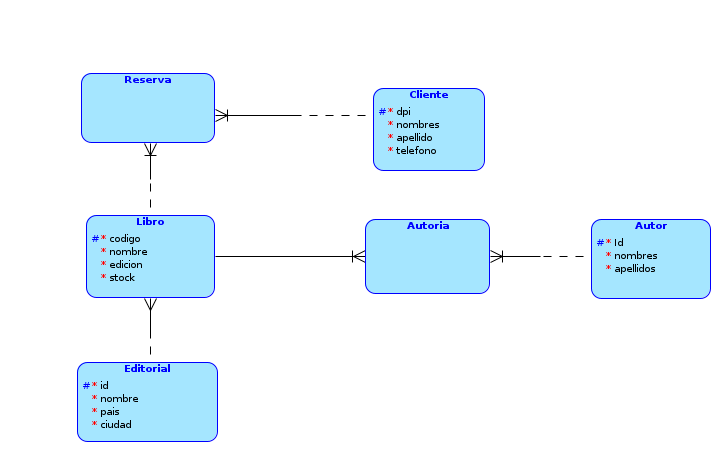 Reserva
Cliente
#* dpi
* nombres
* apellido
* telefono
Libro
#* codigo
* nombre
* edicion
* stock
Autoria
Autor
#* Id
* nombres
* apellidos
Editorial
#* id
* nombre
* pais
* ciudad